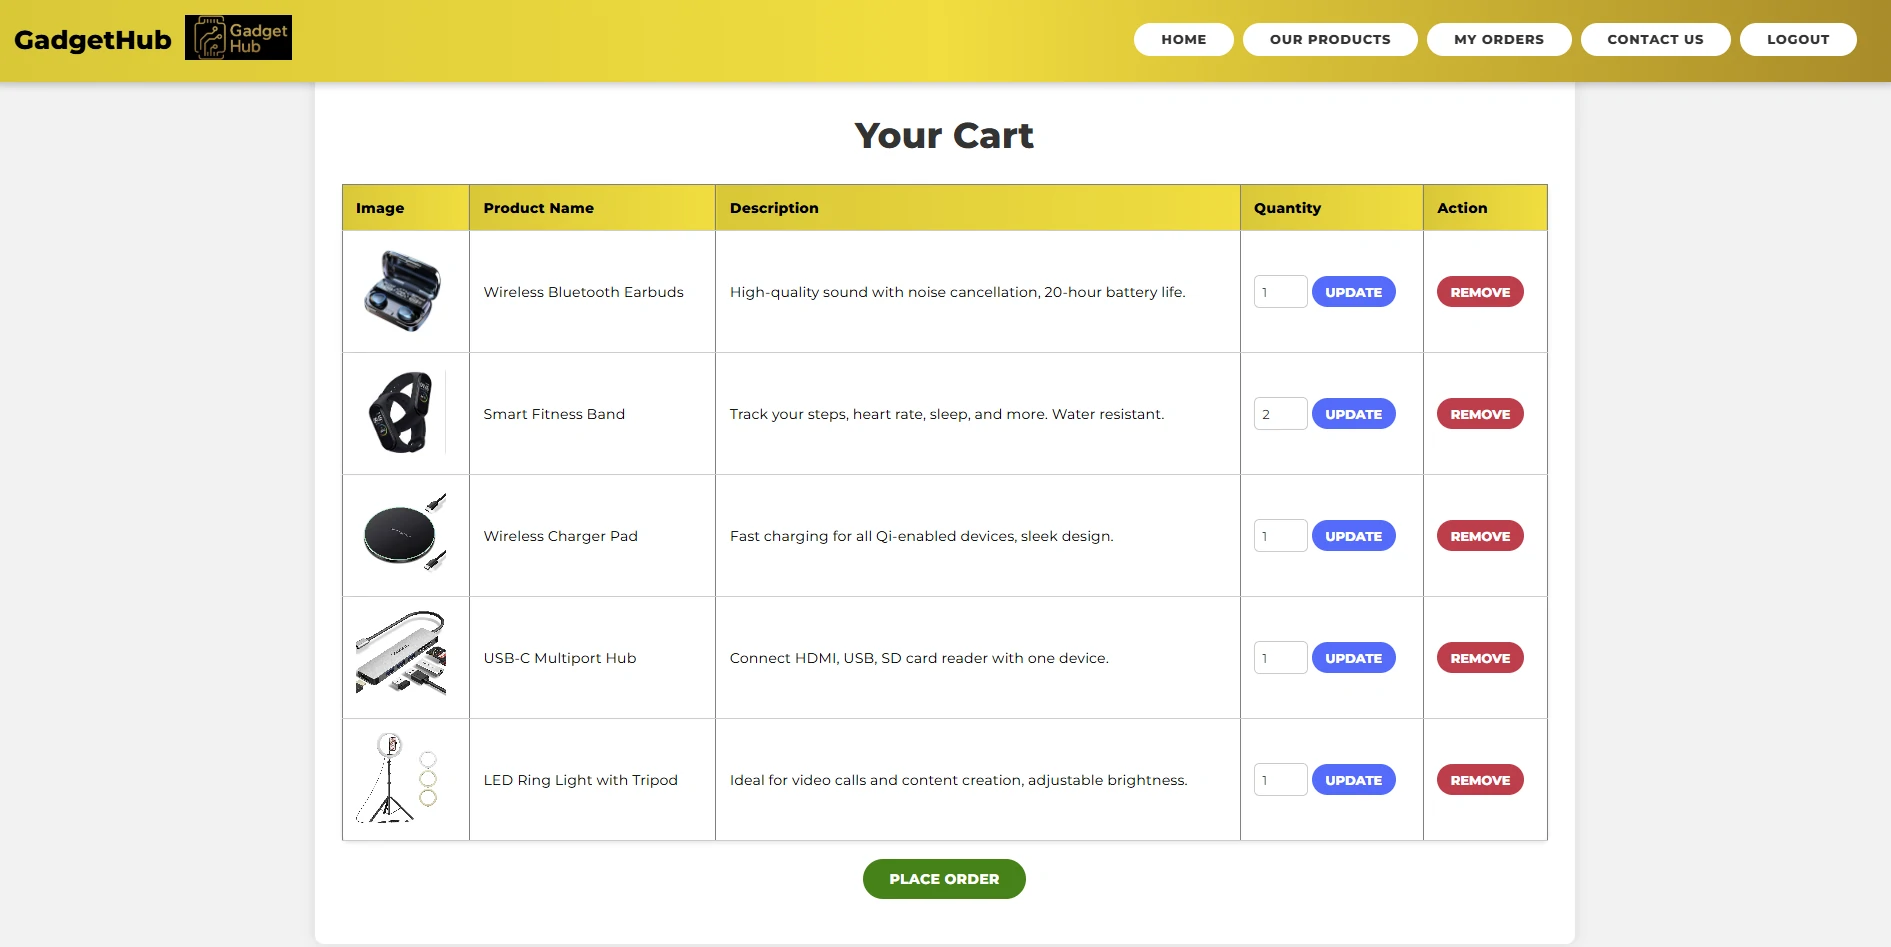 GadgetHub
Gadget
Hub
HOME
OUR PRODUCTS
MY ORDERS
CONTACT US
LOGOUT
Your Cart
Image Product Name Description Quantity Action
Wireless Bluetooth Earbuds High-quality sound with noise cancellation, 20-hour battery life. 1 UPDATE REMOVE
Smart Fitness Band Track your steps, heart rate, sleep, and more. Water resistant. 2 UPDATE REMOVE
Wireless Charger Pad Fast charging for all Qi-enabled devices, sleek design. 1 UPDATE REMOVE
USB-C Multiport Hub Connect HDMI, USB, SD card reader with one device. 1 UPDATE REMOVE
LED Ring Light with Tripod Ideal for video calls and content creation, adjustable brightness. 1 UPDATE REMOVE
PLACE ORDER